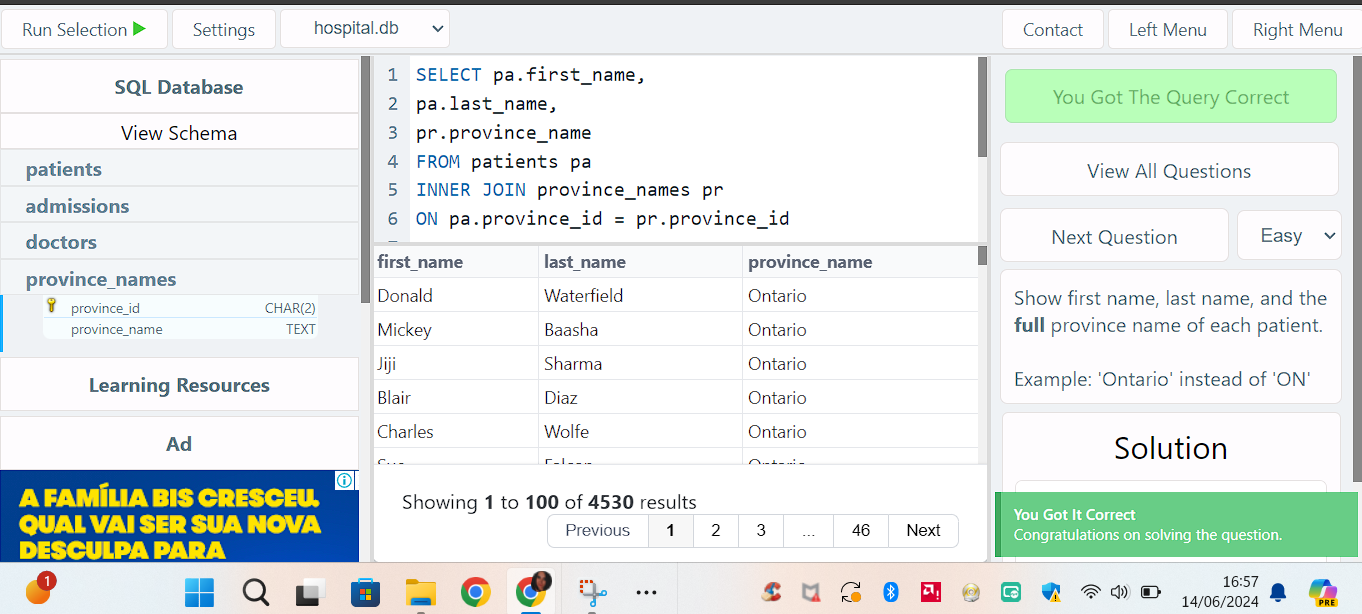 Run Selection
Settings
hospital.db
Contact
Left Menu
Right Menu
SQL Database
View Schema
patients
admissions
doctors
province_names
province_id CHAR(2)
province_name TEXT
Learning Resources
Ad
A FAMÍLIA BIS CRESCEU.
QUAL VAI SER SUA NOVA
DESCULPA PARA
1 SELECT pa.first_name,
2 pa.last_name,
3 pr.province_name
4 FROM patients pa
5 INNER JOIN province_names pr
6 ON pa.province_id = pr.province_id
first_name last_name province_name
Donald Waterfield Ontario
Mickey Baasha Ontario
Jiji Sharma Ontario
Blair Diaz Ontario
Charles Wolfe Ontario
Showing 1 to 100 of 4530 results
Previous 1 2 3 ... 46 Next
You Got The Query Correct
View All Questions
Next Question
Easy
Show first name, last name, and the
full province name of each patient.
Example: 'Ontario' instead of 'ON'
Solution
You Got It Correct
Congratulations on solving the question.
1
16:57
14/06/2024
PRE